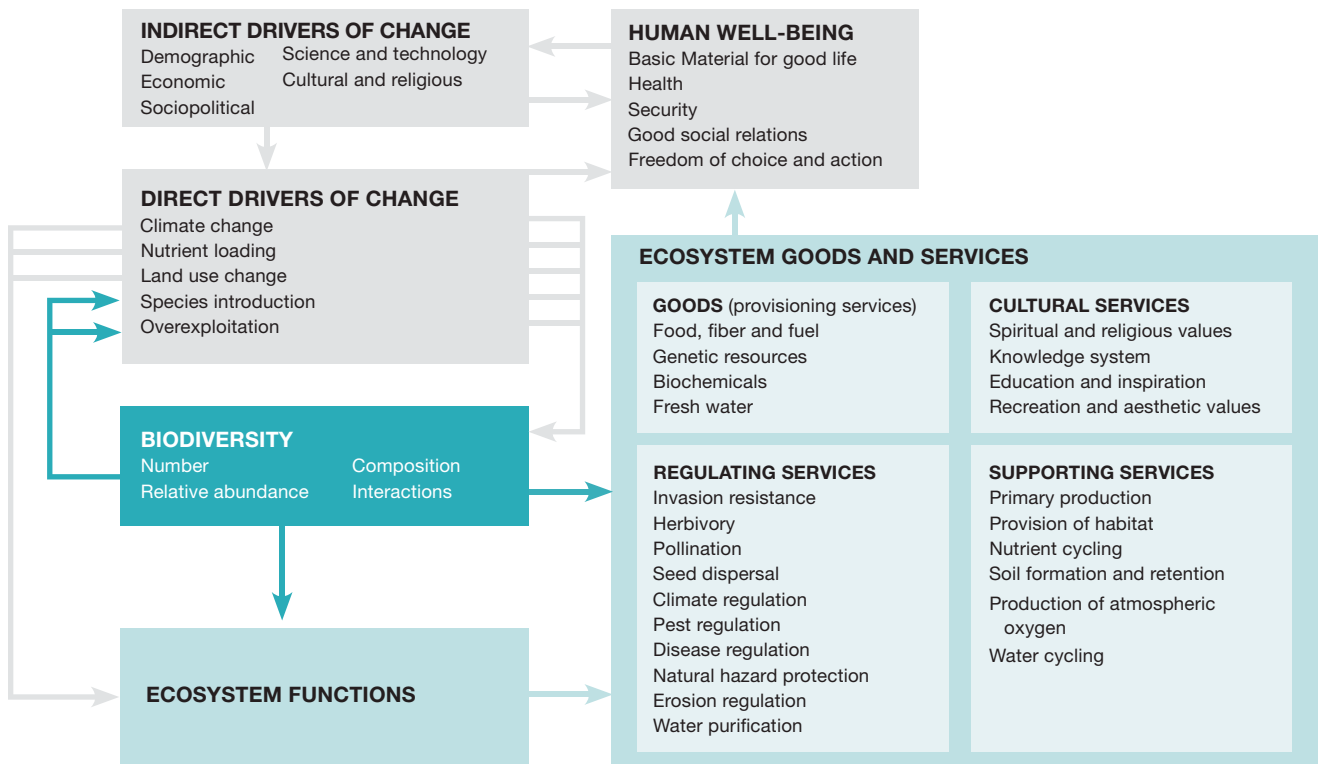 INDIRECT DRIVERS OF CHANGE
Demographic
Economic
Sociopolitical
Science and technology
Cultural and religious
HUMAN WELL-BEING
Basic Material for good life
Health
Security
Good social relations
Freedom of choice and action
DIRECT DRIVERS OF CHANGE
Climate change
Nutrient loading
Land use change
Species introduction
Overexploitation
BIODIVERSITY
Number
Relative abundance
Composition
Interactions
ECOSYSTEM FUNCTIONS
ECOSYSTEM GOODS AND SERVICES
GOODS (provisioning services)
Food, fiber and fuel
Genetic resources
Biochemicals
Fresh water
CULTURAL SERVICES
Spiritual and religious values
Knowledge system
Education and inspiration
Recreation and aesthetic values
REGULATING SERVICES
Invasion resistance
Herbivory
Pollination
Seed dispersal
Climate regulation
Pest regulation
Disease regulation
Natural hazard protection
Erosion regulation
Water purification
SUPPORTING SERVICES
Primary production
Provision of habitat
Nutrient cycling
Soil formation and retention
Production of atmospheric
oxygen
Water cycling